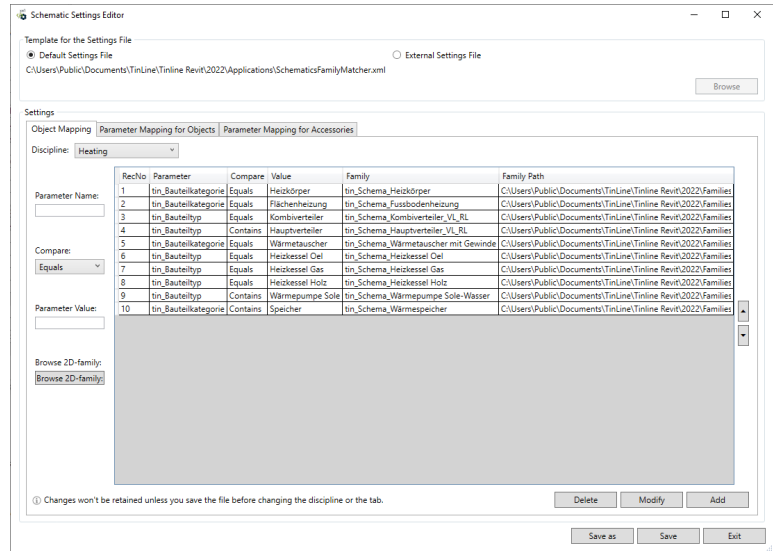 Schematic Settings Editor
Template for the Settings File
Default Settings File External Settings File
C:\Users\Public\Documents\TinLine\Tinline Revit\2022\Applications\SchematicsFamilyMatcher.xml
Browse
Settings
Object Mapping Parameter Mapping for Objects Parameter Mapping for Accessories
Discipline: Heating
RecNo Parameter Compare Value Family Family Path
1 tin_Bauteilkategorie Equals Heizkörper tin_Schema_Heizkörper C:\Users\Public\Documents\TinLine\Tinline Revit\2022\Families
2 tin_Bauteilkategorie Equals Flächenheizung tin_Schema_Fussbodenheizung C:\Users\Public\Documents\TinLine\Tinline Revit\2022\Families
3 tin_Bauteiltyp Equals Kombiverteiler tin_Schema_Kombiverteiler_VL_RL C:\Users\Public\Documents\TinLine\Tinline Revit\2022\Families
4 tin_Bauteiltyp Contains Hauptverteiler tin_Schema_Hauptverteiler_VL_RL C:\Users\Public\Documents\TinLine\Tinline Revit\2022\Families
5 tin_Bauteilkategorie Equals Wärmetauscher tin_Schema_Wärmetauscher mit Gewinde C:\Users\Public\Documents\TinLine\Tinline Revit\2022\Families
6 tin_Bauteiltyp Equals Heizkessel Oel tin_Schema_Heizkessel Oel C:\Users\Public\Documents\TinLine\Tinline Revit\2022\Families
7 tin_Bauteiltyp Equals Heizkessel Gas tin_Schema_Heizkessel Gas C:\Users\Public\Documents\TinLine\Tinline Revit\2022\Families
8 tin_Bauteiltyp Equals Heizkessel Holz tin_Schema_Heizkessel Holz C:\Users\Public\Documents\TinLine\Tinline Revit\2022\Families
9 tin_Bauteiltyp Contains Wärmepumpe Sole tin_Schema_Wärmepumpe Sole-Wasser C:\Users\Public\Documents\TinLine\Tinline Revit\2022\Families
10 tin_Bauteilkategorie Contains Speicher tin_Schema_Wärmespeicher C:\Users\Public\Documents\TinLine\Tinline Revit\2022\Families
Parameter Name:
Compare:
Equals
Parameter Value:
Browse 2D-family:
Browse 2D-family:
Changes won't be retained unless you save the file before changing the discipline or the tab.
Delete Modify Add
Save as Save Exit